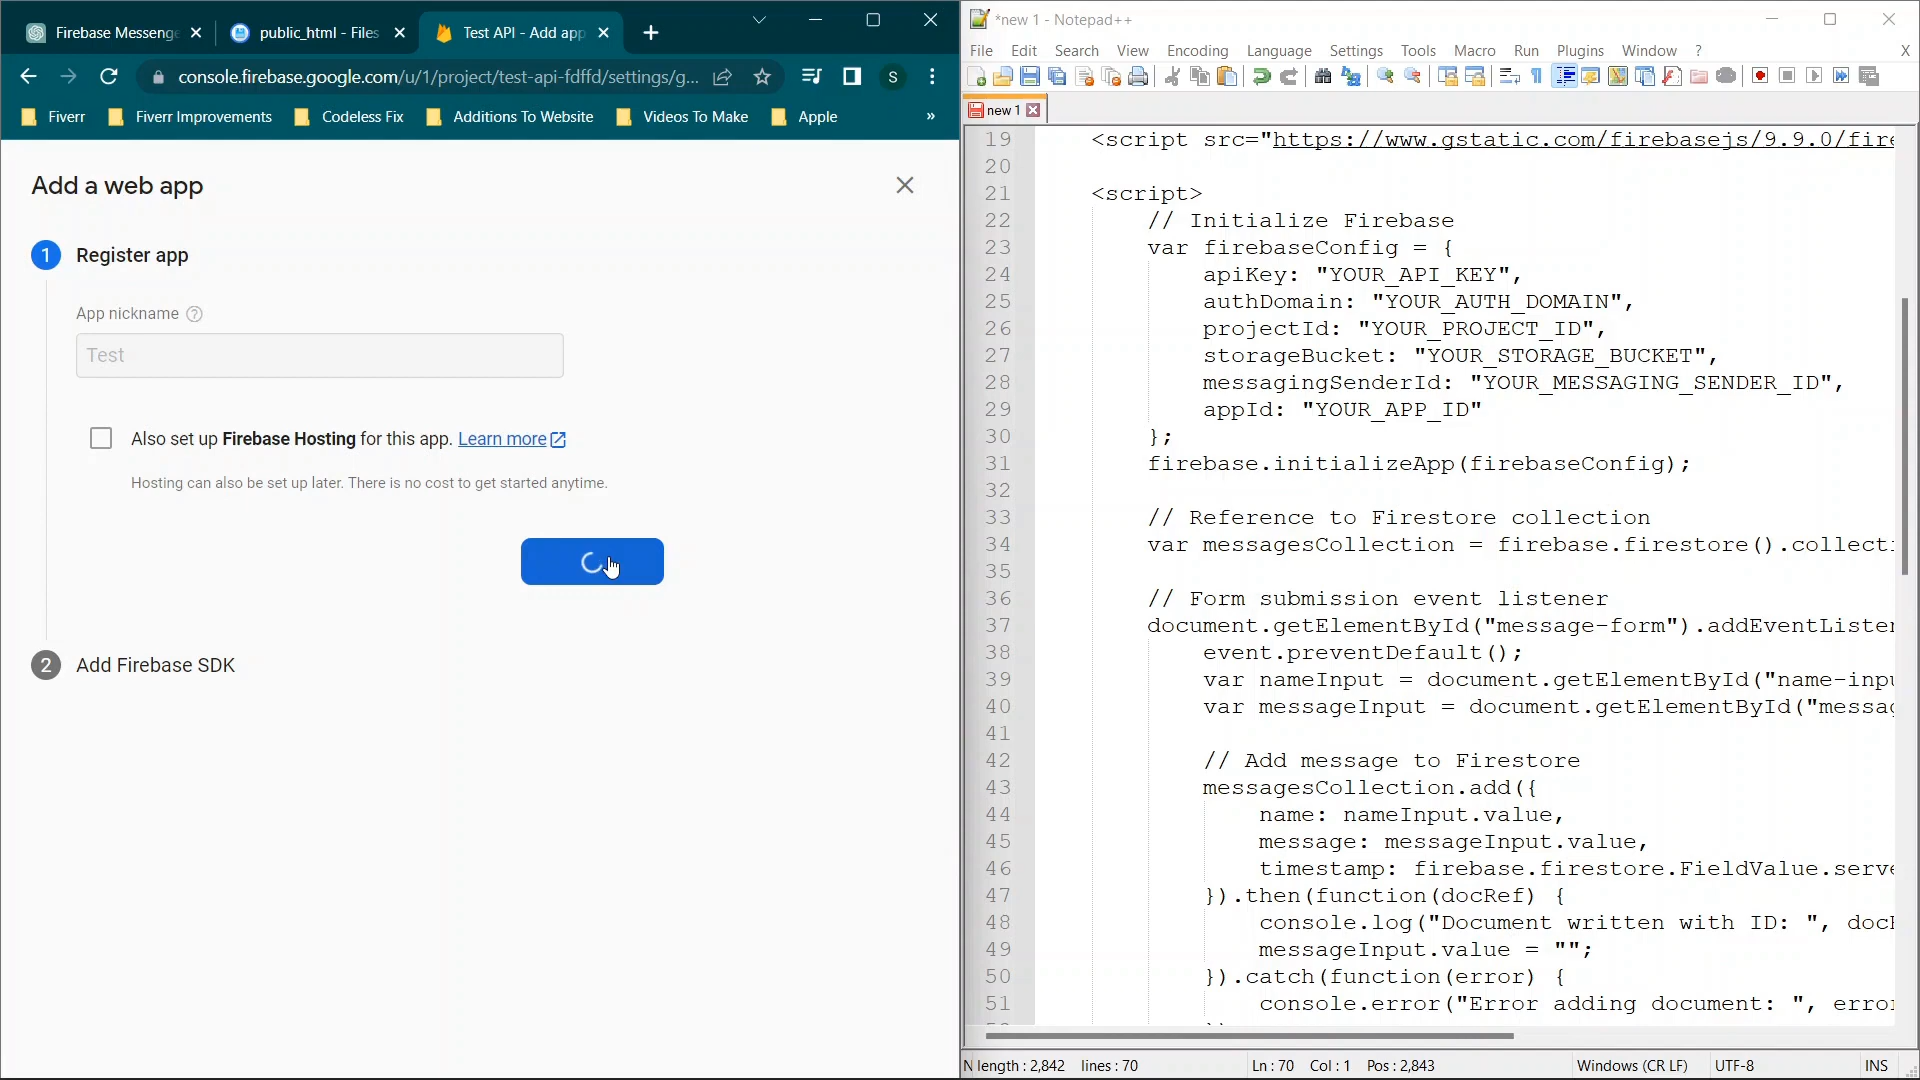 Firebase Messenge
public_html - Files
Test API - Add app
console.firebase.google.com/u/1/project/test-api-fdffd/settings/g...
S
Fiverr
Fiverr Improvements
Codeless Fix
Additions To Website
Videos To Make
Apple
»
Add a web app
1
Register app
App nickname
Test
Also set up Firebase Hosting for this app. Learn more
Hosting can also be set up later. There is no cost to get started anytime.
2
Add Firebase SDK
*new 1 - Notepad++
File Edit Search View Encoding Language Settings Tools Macro Run Plugins Window ? X
new 1
19 <script src="https://www.gstatic.com/firebasejs/9.9.0/fire
20
21 <script>
22 // Initialize Firebase
23 var firebaseConfig = {
24 apiKey: "YOUR_API_KEY",
25 authDomain: "YOUR_AUTH_DOMAIN",
26 projectId: "YOUR_PROJECT_ID",
27 storageBucket: "YOUR_STORAGE_BUCKET",
28 messagingSenderId: "YOUR_MESSAGING_SENDER_ID",
29 appId: "YOUR_APP_ID"
30 };
31 firebase.initializeApp(firebaseConfig);
32
33 // Reference to Firestore collection
34 var messagesCollection = firebase.firestore().collect
35
36 // Form submission event listener
37 document.getElementById("message-form").addEventListen
38 event.preventDefault();
39 var nameInput = document.getElementById("name-inpu
40 var messageInput = document.getElementById("messag
41
42 // Add message to Firestore
43 messagesCollection.add({
44 name: nameInput.value,
45 message: messageInput.value,
46 timestamp: firebase.firestore.FieldValue.serve
47 }).then(function(docRef) {
48 console.log("Document written with ID: ", docR
49 messageInput.value = "";
50 }).catch(function(error) {
51 console.error("Error adding document: ", error
N length : 2,842 lines : 70 Ln : 70 Col : 1 Pos : 2,843 Windows (CR LF) UTF-8 INS